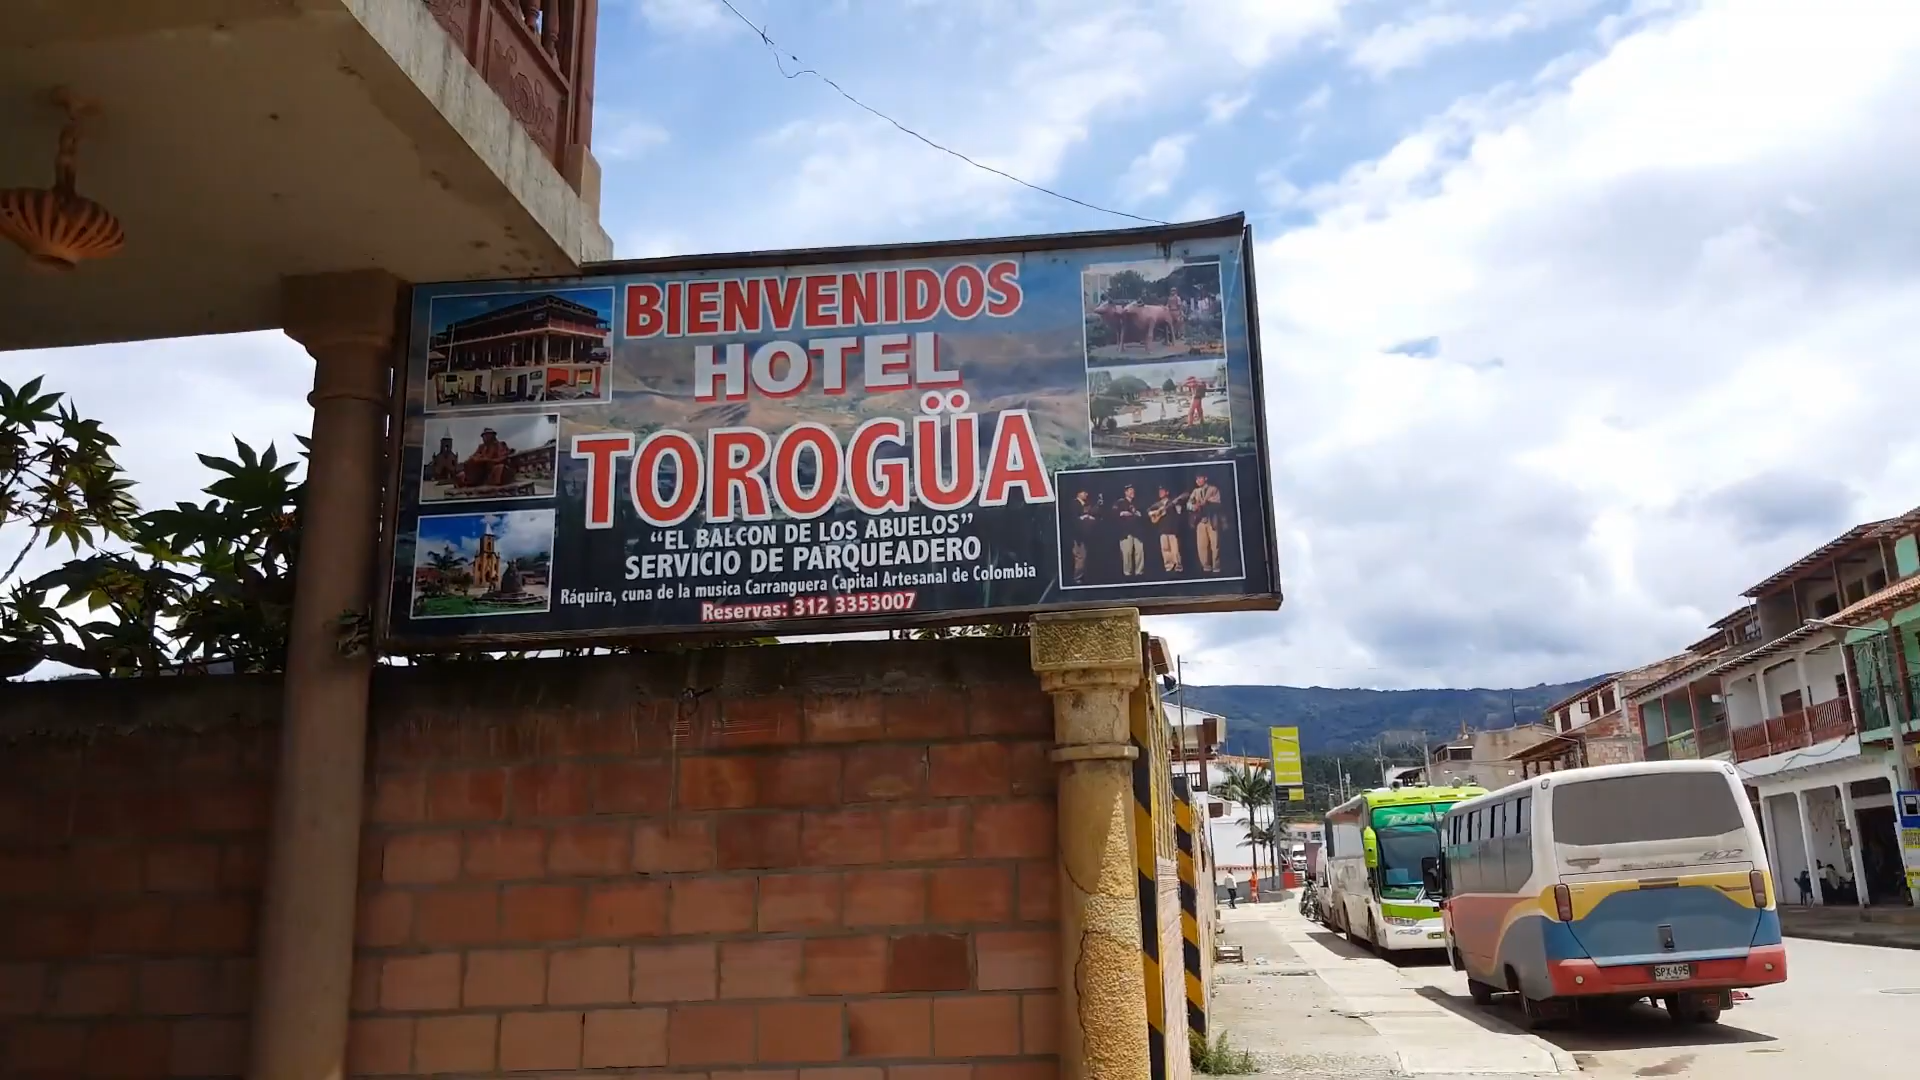 BIENVENIDOS
HOTEL
TOROGÜA
“EL BALCON DE LOS ABUELOS”
SERVICIO DE PARQUEADERO
Ráquira, cuna de la musica Carranguera Capital Artesanal de Colombia
Reservas: 312 3353007
802
SPX-495